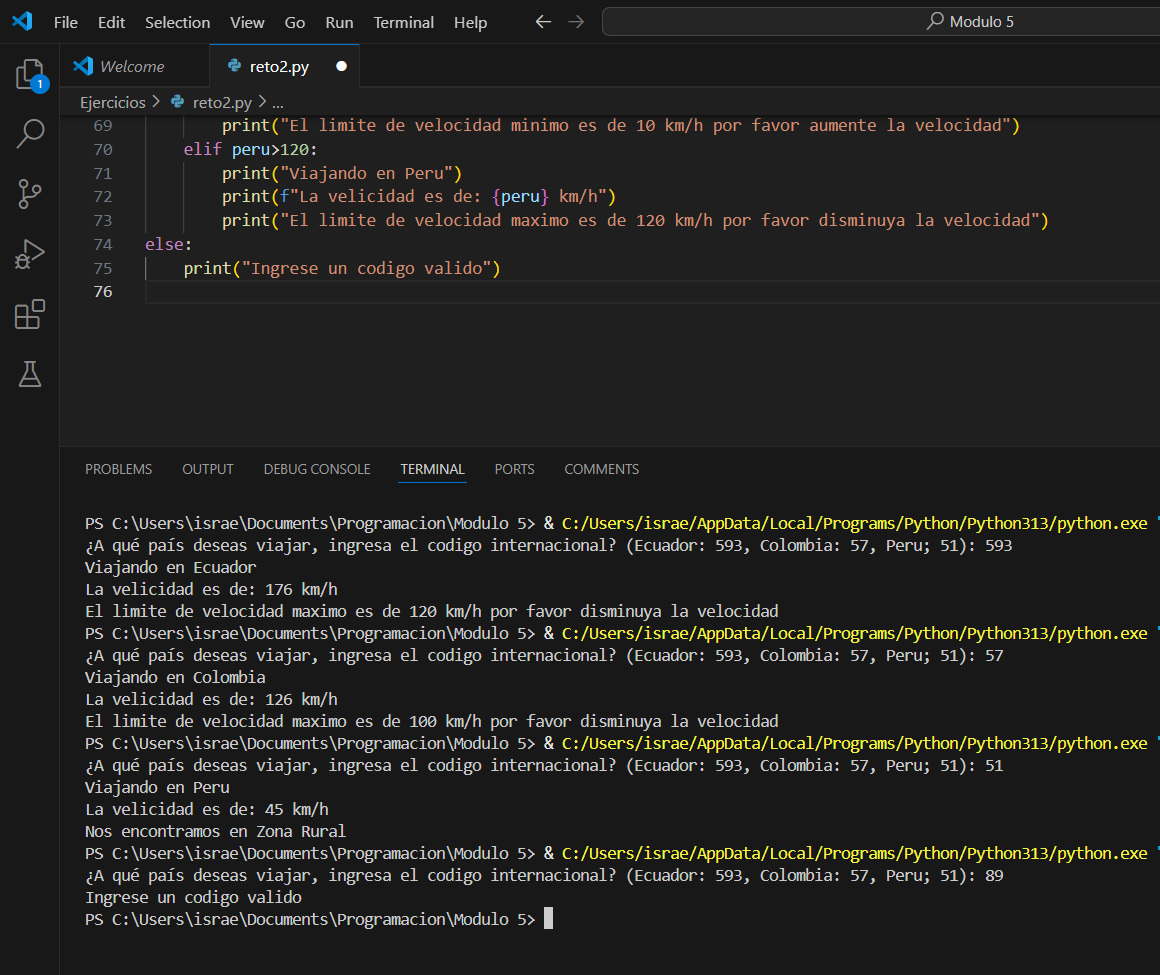 File Edit Selection View Go Run Terminal Help
Modulo 5
1
Welcome
reto2.py
Ejercicios > reto2.py > ...
69 print("El limite de velocidad minimo es de 10 km/h por favor aumente la velocidad")
70 elif peru>120:
71 print("Viajando en Peru")
72 print(f"La velicidad es de: {peru} km/h")
73 print("El limite de velocidad maximo es de 120 km/h por favor disminuya la velocidad")
74 else:
75 print("Ingrese un codigo valido")
76
PROBLEMS OUTPUT DEBUG CONSOLE TERMINAL PORTS COMMENTS
PS C:\Users\israe\Documents\Programacion\Modulo 5> & C:/Users/israe/AppData/Local/Programs/Python/Python313/python.exe
¿A qué país deseas viajar, ingresa el codigo internacional? (Ecuador: 593, Colombia: 57, Peru; 51): 593
Viajando en Ecuador
La velicidad es de: 176 km/h
El limite de velocidad maximo es de 120 km/h por favor disminuya la velocidad
PS C:\Users\israe\Documents\Programacion\Modulo 5> & C:/Users/israe/AppData/Local/Programs/Python/Python313/python.exe
¿A qué país deseas viajar, ingresa el codigo internacional? (Ecuador: 593, Colombia: 57, Peru; 51): 57
Viajando en Colombia
La velicidad es de: 126 km/h
El limite de velocidad maximo es de 100 km/h por favor disminuya la velocidad
PS C:\Users\israe\Documents\Programacion\Modulo 5> & C:/Users/israe/AppData/Local/Programs/Python/Python313/python.exe
¿A qué país deseas viajar, ingresa el codigo internacional? (Ecuador: 593, Colombia: 57, Peru; 51): 51
Viajando en Peru
La velicidad es de: 45 km/h
Nos encontramos en Zona Rural
PS C:\Users\israe\Documents\Programacion\Modulo 5> & C:/Users/israe/AppData/Local/Programs/Python/Python313/python.exe
¿A qué país deseas viajar, ingresa el codigo internacional? (Ecuador: 593, Colombia: 57, Peru; 51): 89
Ingrese un codigo valido
PS C:\Users\israe\Documents\Programacion\Modulo 5>